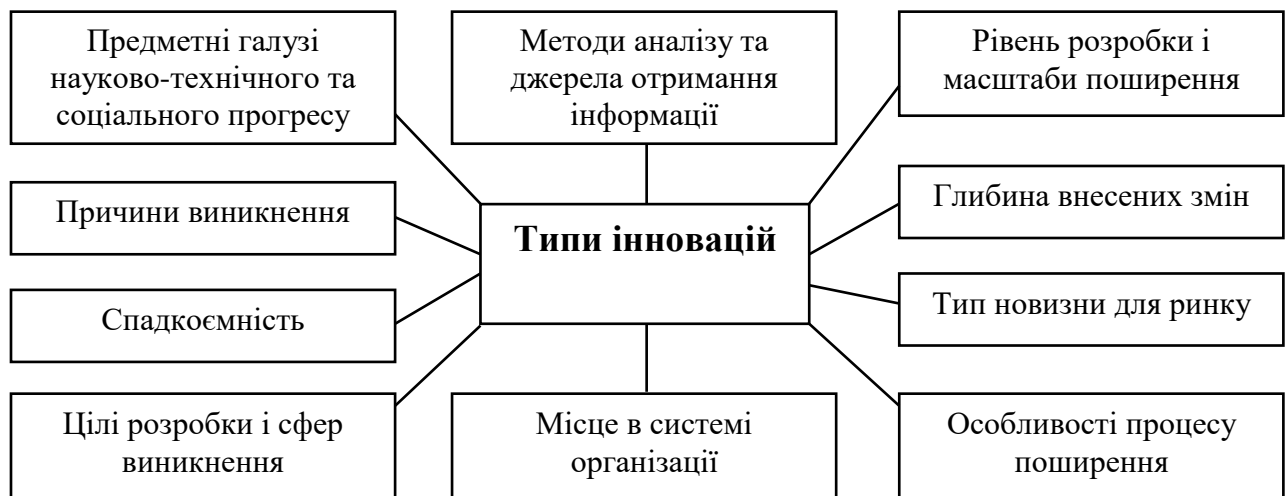 Предметні галузі
науково-технічного та
соціального прогресу
Методи аналізу та
джерела отримання
інформації
Рівень розробки і
масштаби поширення
Причини виникнення
Типи інновацій
Глибина внесених змін
Спадкоємність
Тип новизни для ринку
Цілі розробки і сфер
виникнення
Місце в системі
організації
Особливості процесу
поширення